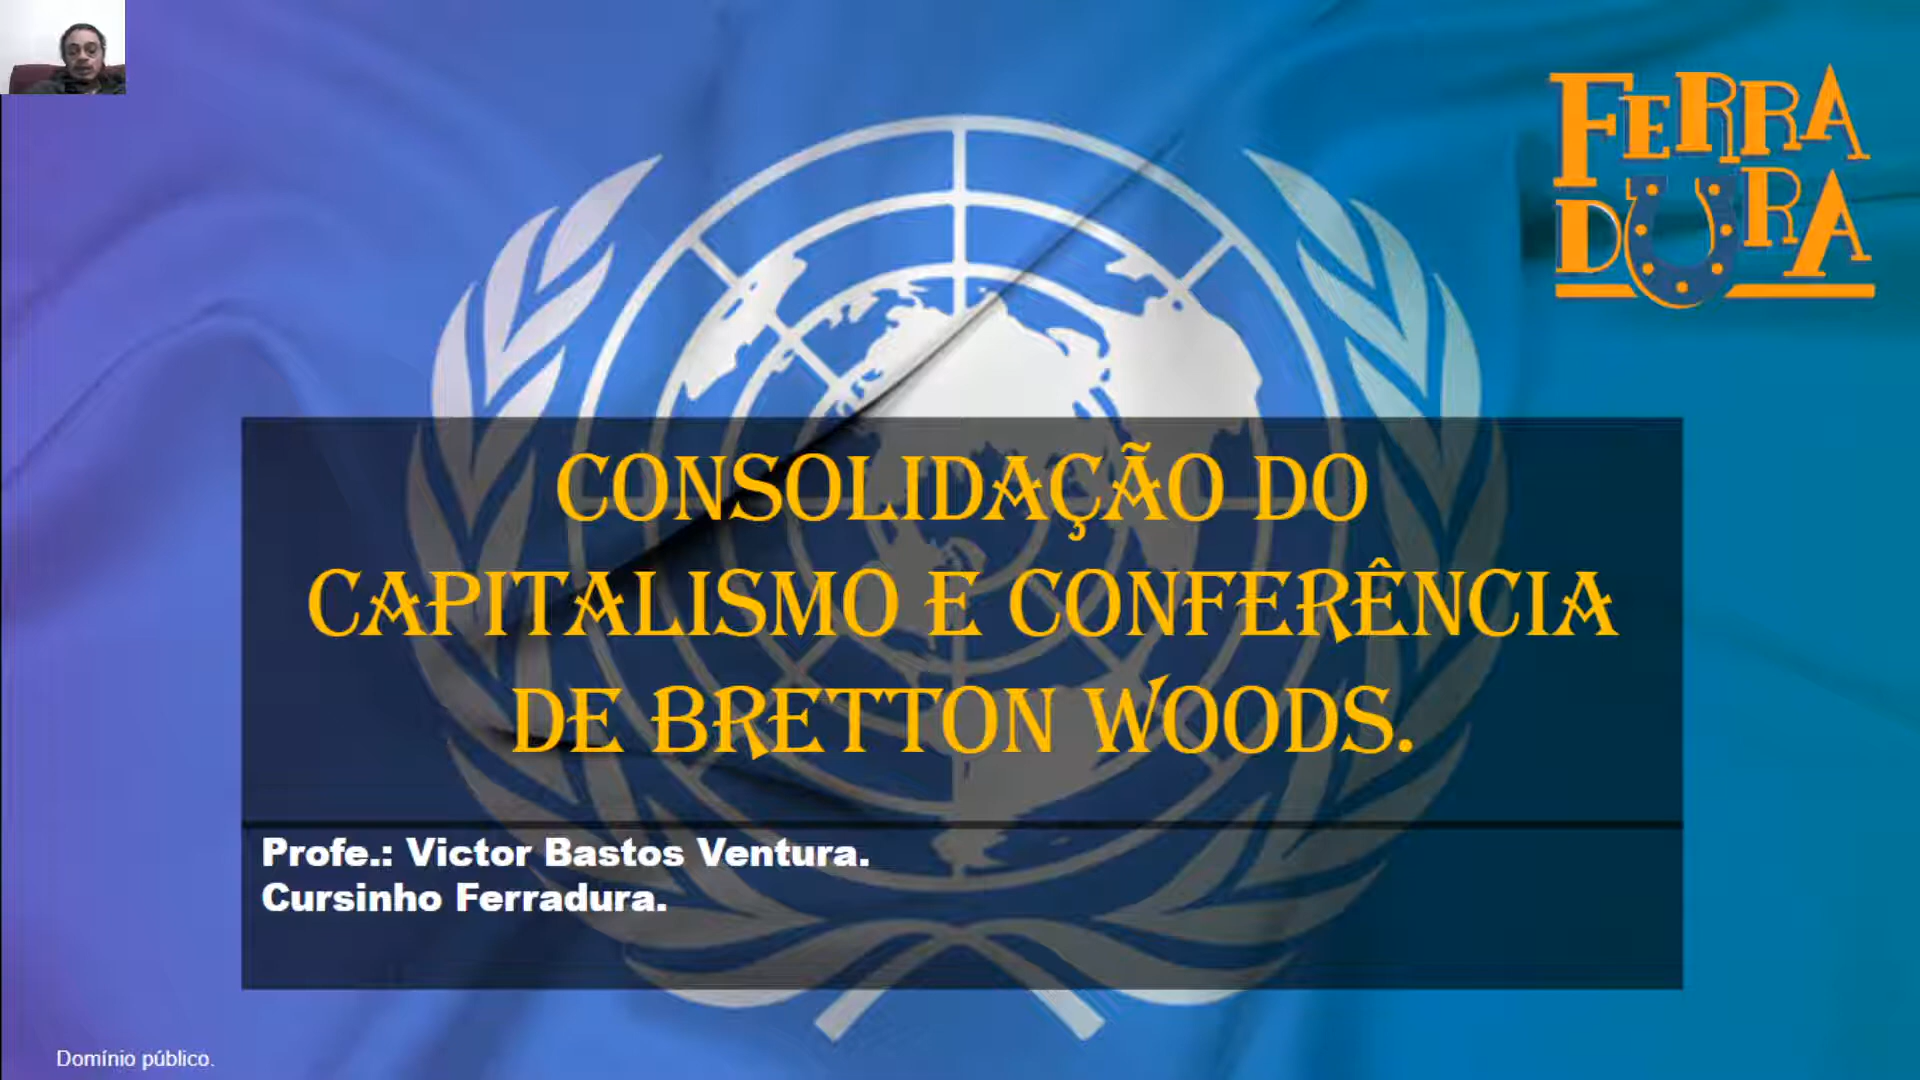 FERRA
DURA
CONSOLIDAÇÃO DO
CAPITALISMO E CONFERÊNCIA
DE BRETTON WOODS.
Profe.: Victor Bastos Ventura.
Cursinho Ferradura.
Domínio público.